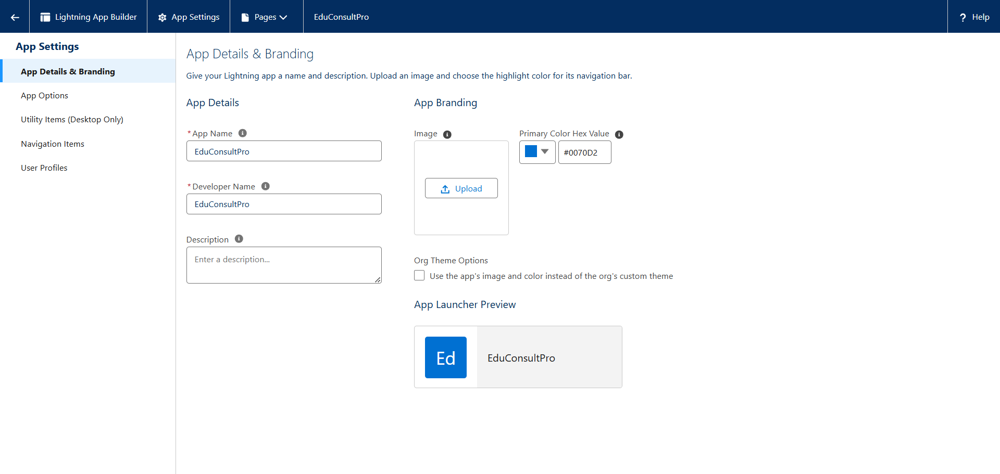 Lightning App Builder
App Settings
Pages
EduConsultPro
? Help
App Settings
App Details & Branding
App Options
Utility Items (Desktop Only)
Navigation Items
User Profiles
App Details & Branding
Give your Lightning app a name and description. Upload an image and choose the highlight color for its navigation bar.
App Details
* App Name
EduConsultPro
* Developer Name
EduConsultPro
Description
Enter a description...
App Branding
Image
Upload
Primary Color Hex Value
#0070D2
Org Theme Options
Use the app's image and color instead of the org's custom theme
App Launcher Preview
Ed
EduConsultPro